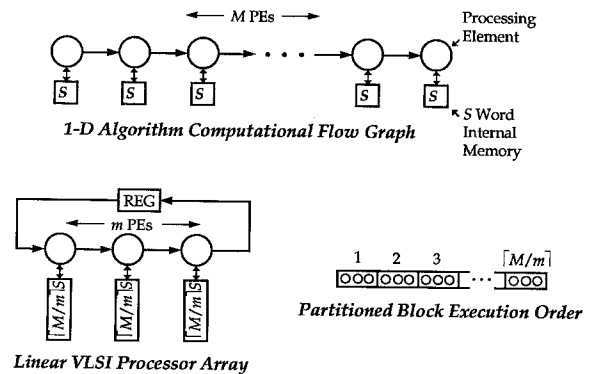 M PEs
Processing
Element
S
S
S
S
S
S Word
Internal
Memory
1-D Algorithm Computational Flow Graph
REG
m PEs
⌈M/m⌉S
⌈M/m⌉S
⌈M/m⌉S
1 2 3 ⌈M/m⌉
Partitioned Block Execution Order
Linear VLSI Processor Array